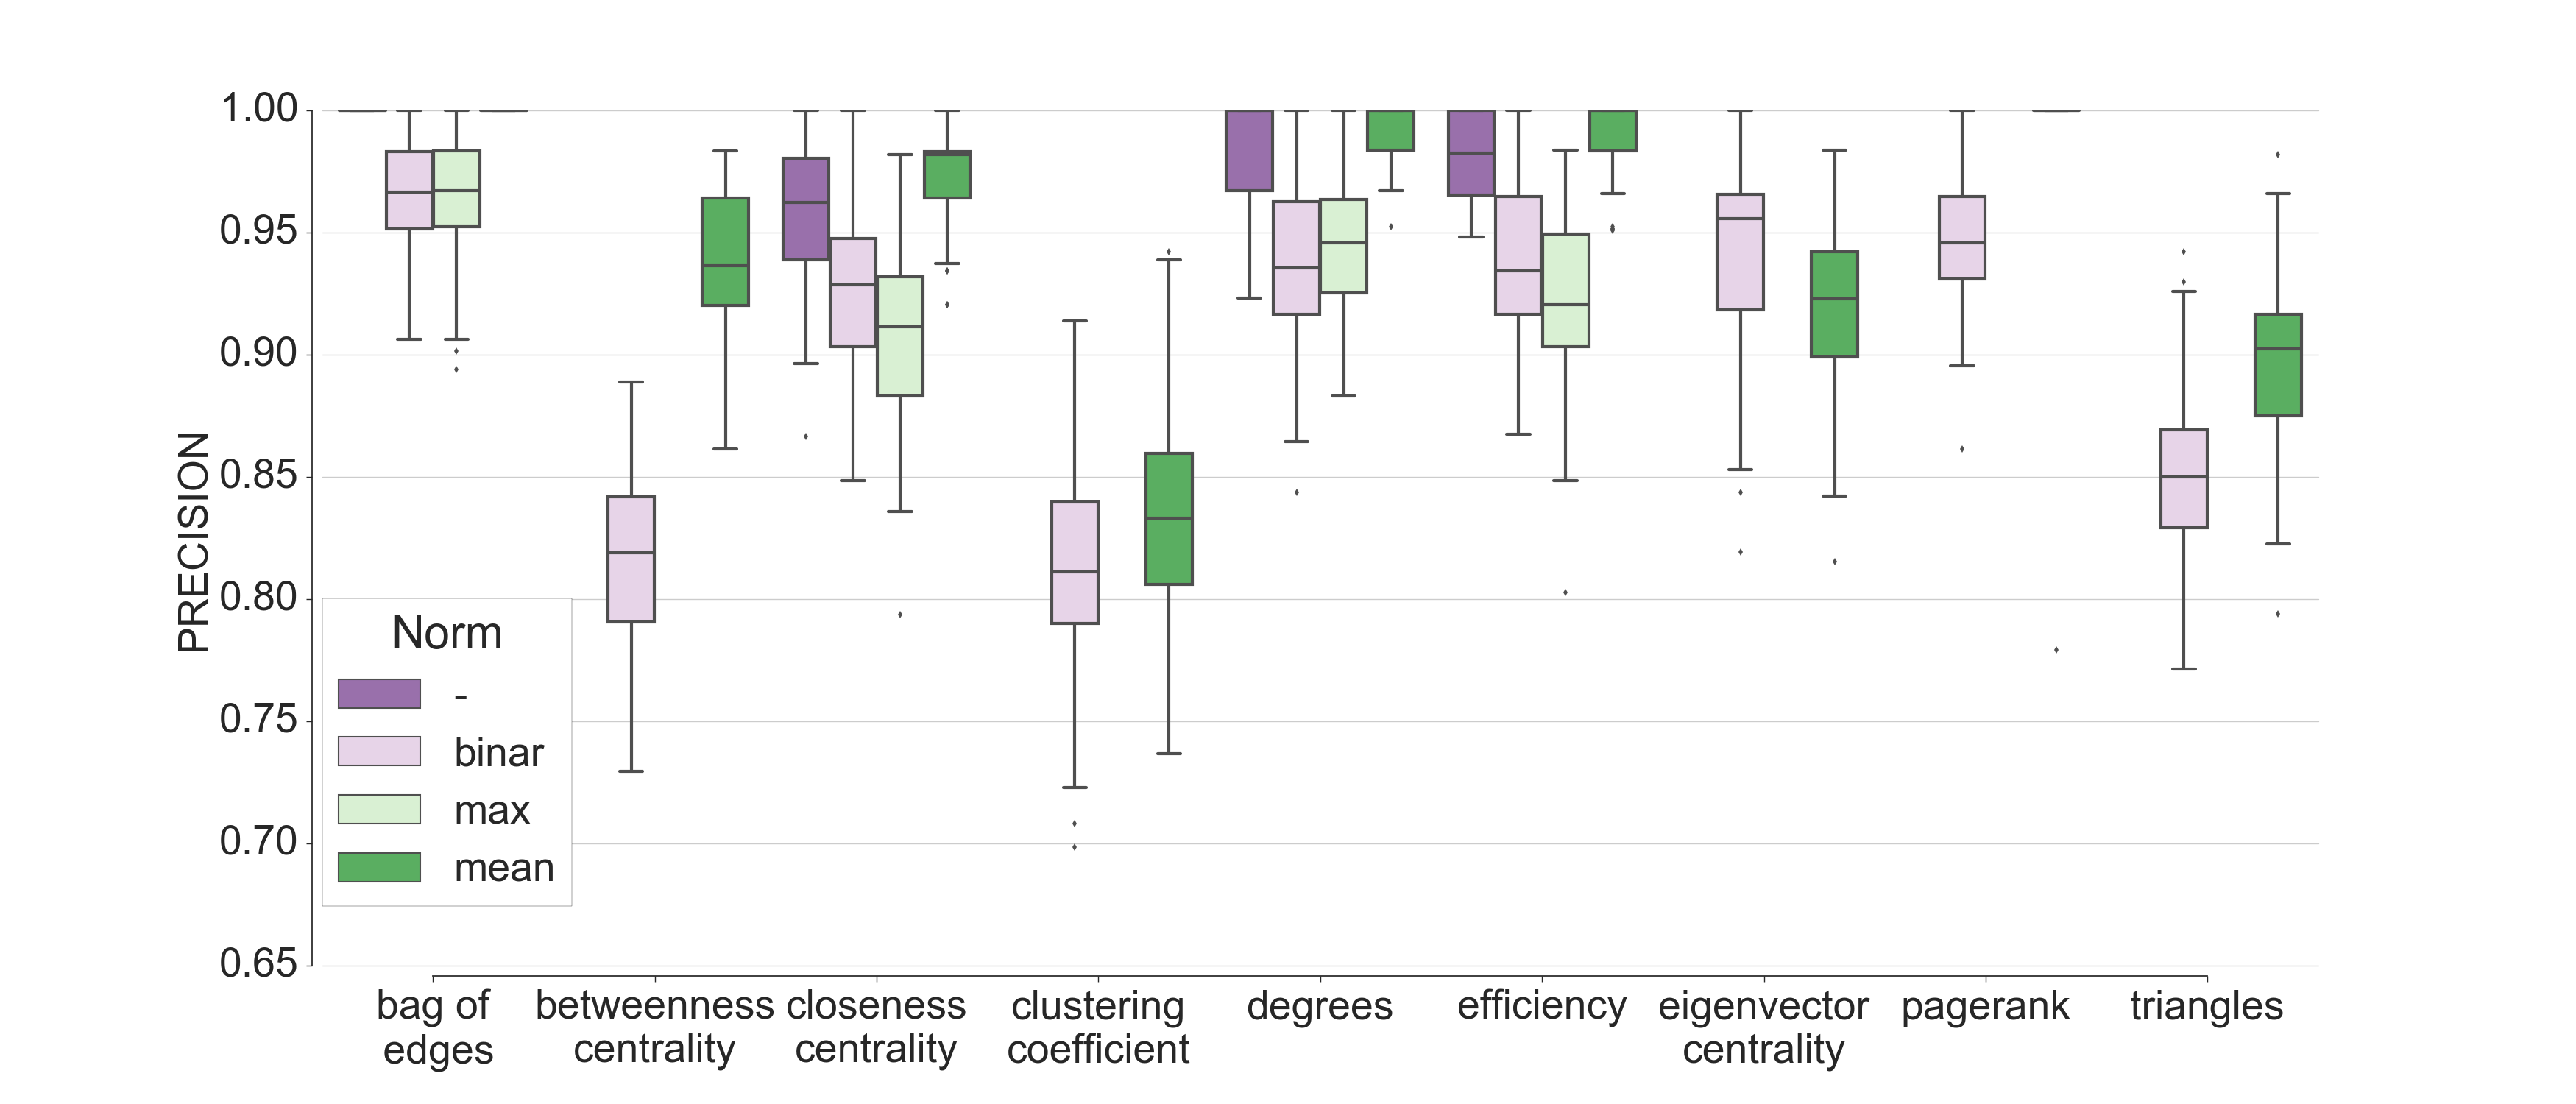 1.00
0.95
0.90
0.85
0.80
0.75
0.70
0.65
PRECISION
Norm
-
binar
max
mean
bag of
edges
betweenness
centrality
closeness
centrality
clustering
coefficient
degrees
efficiency
eigenvector
centrality
pagerank
triangles